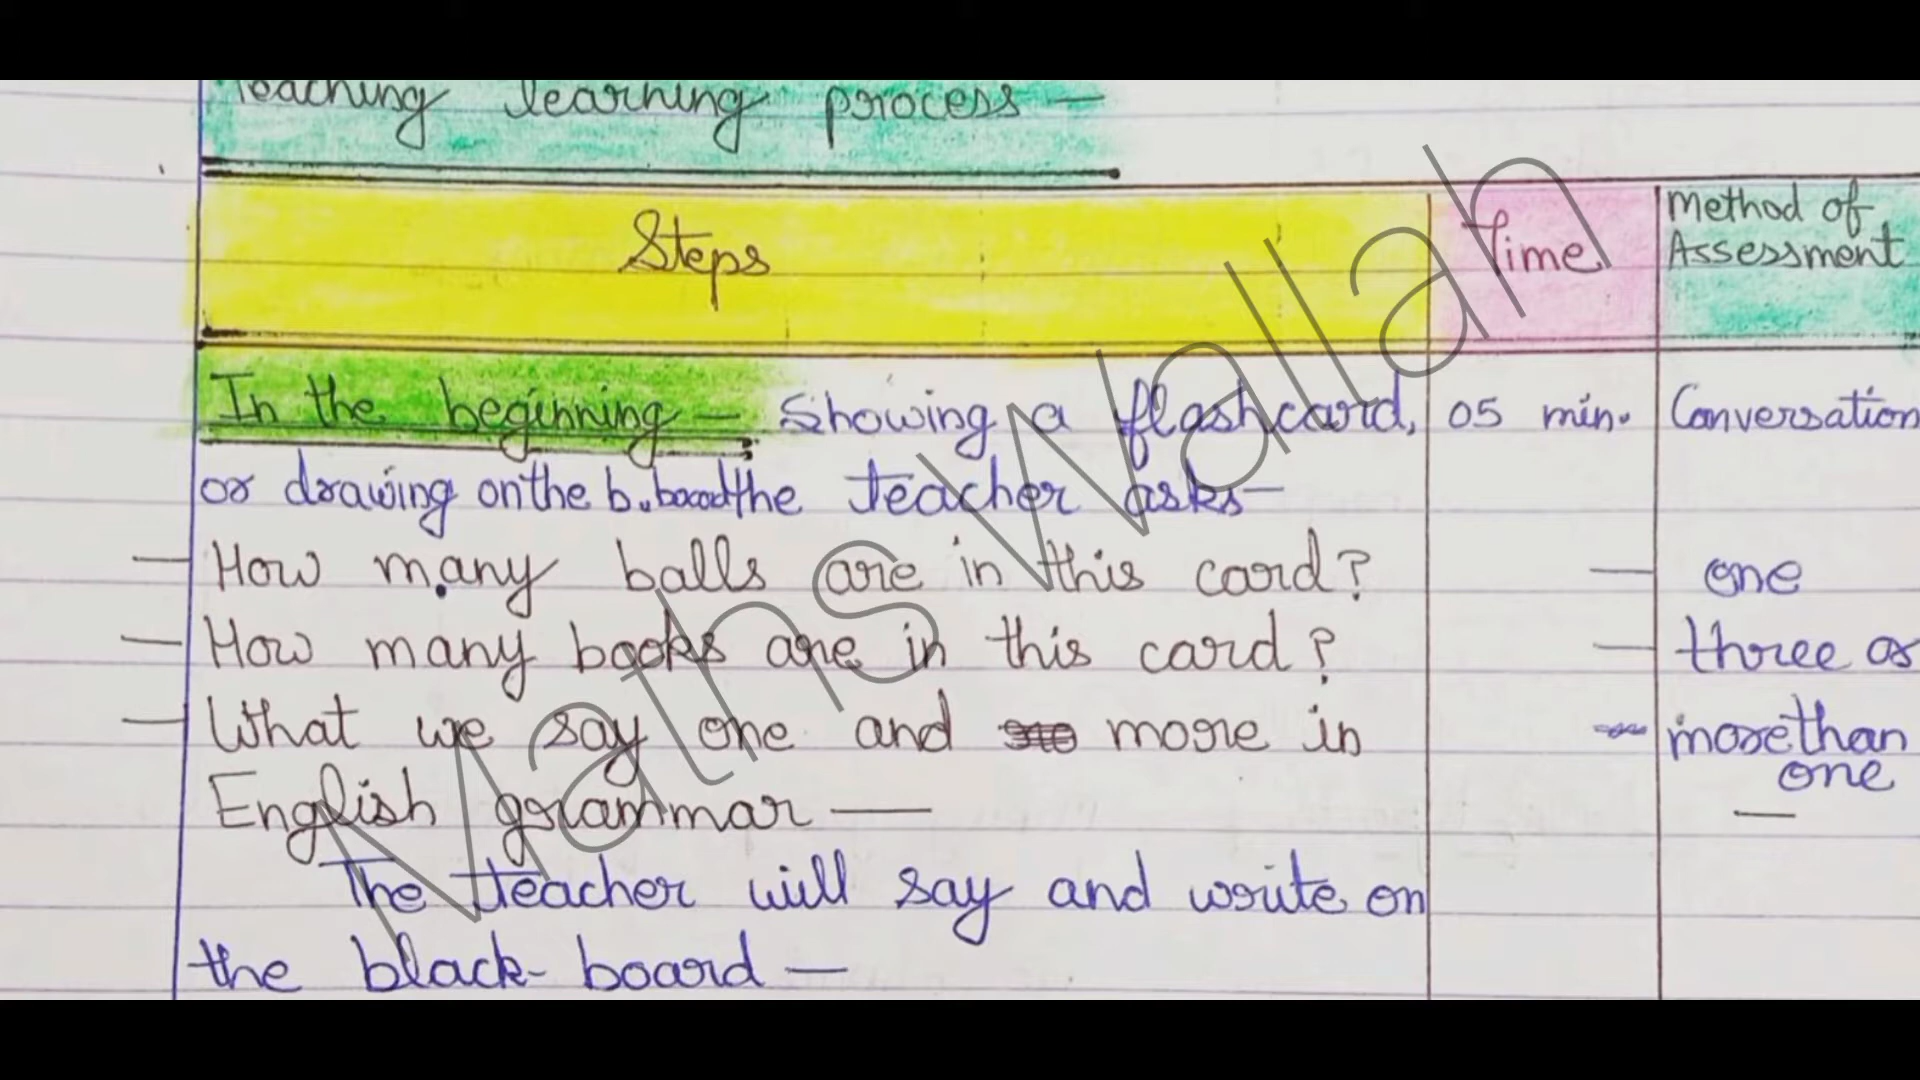 Teaching learning process —
Steps
Time
Method of
Assessment
In the beginning — Showing a flash card, 05 min. Conversation
or drawing on the b.board the teacher asks—
— How many balls are in this card? — one
— How many books are in this card? — three or
— What we say one and more in — more than
one
English grammar — —
The teacher will say and write on
the black-board —
Maths Wallah